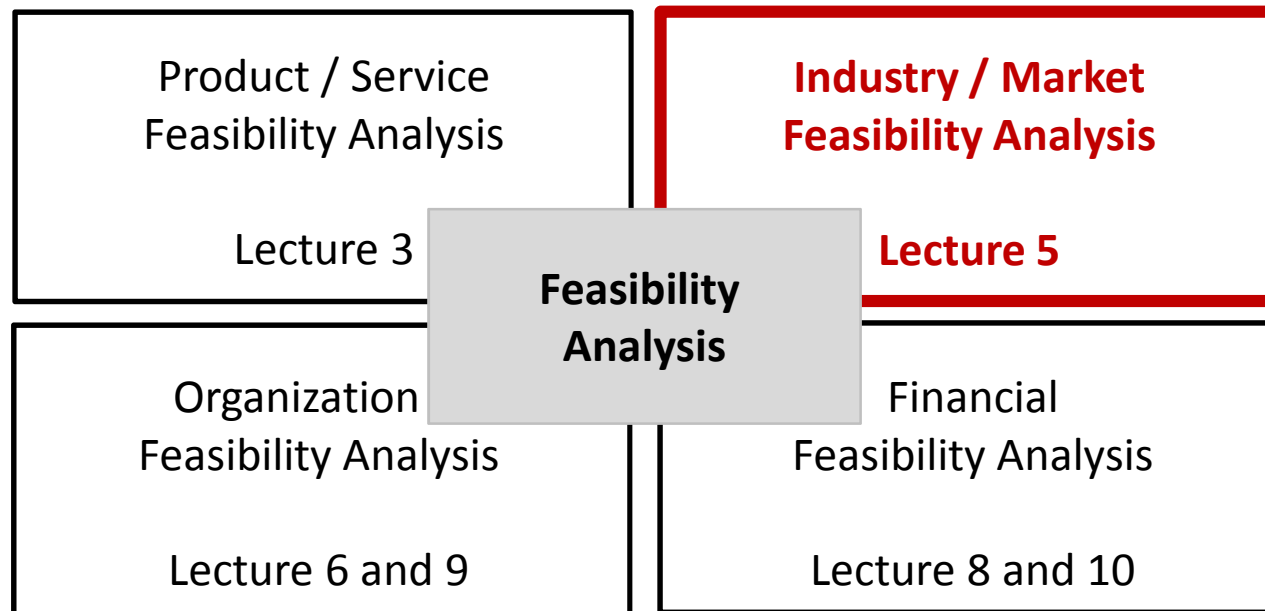 Product / Service
Feasibility Analysis
Lecture 3
Industry / Market
Feasibility Analysis
Lecture 5
Feasibility
Analysis
Organization
Feasibility Analysis
Lecture 6 and 9
Financial
Feasibility Analysis
Lecture 8 and 10